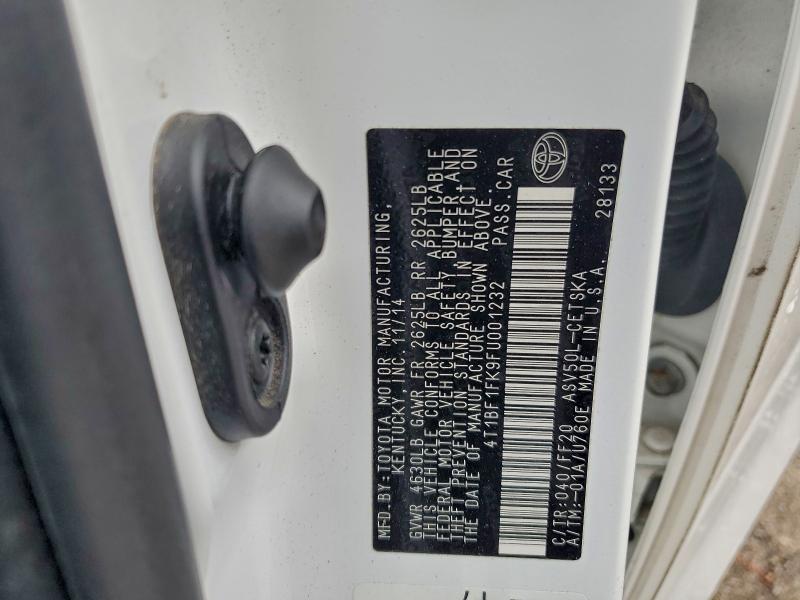 MFD.BY:TOYOTA MOTOR MANUFACTURING,
KENTUCKY, INC. 11/14
GVWR 4630LB GAWR FR 2625LB RR 2625LB
THIS VEHICLE CONFORMS TO ALL APPLICABLE
FEDERAL MOTOR VEHICLE SAFETY, BUMPER, AND
THEFT PREVENTION STANDARDS IN EFFECT ON
THE DATE OF MANUFACTURE SHOWN ABOVE.
4T1BF1FK9FU001232 PASS.CAR
C/TR:040/FF20 ASV50L-CETSKA 28133
A/TM:-01A/U760E MADE IN U.S.A.